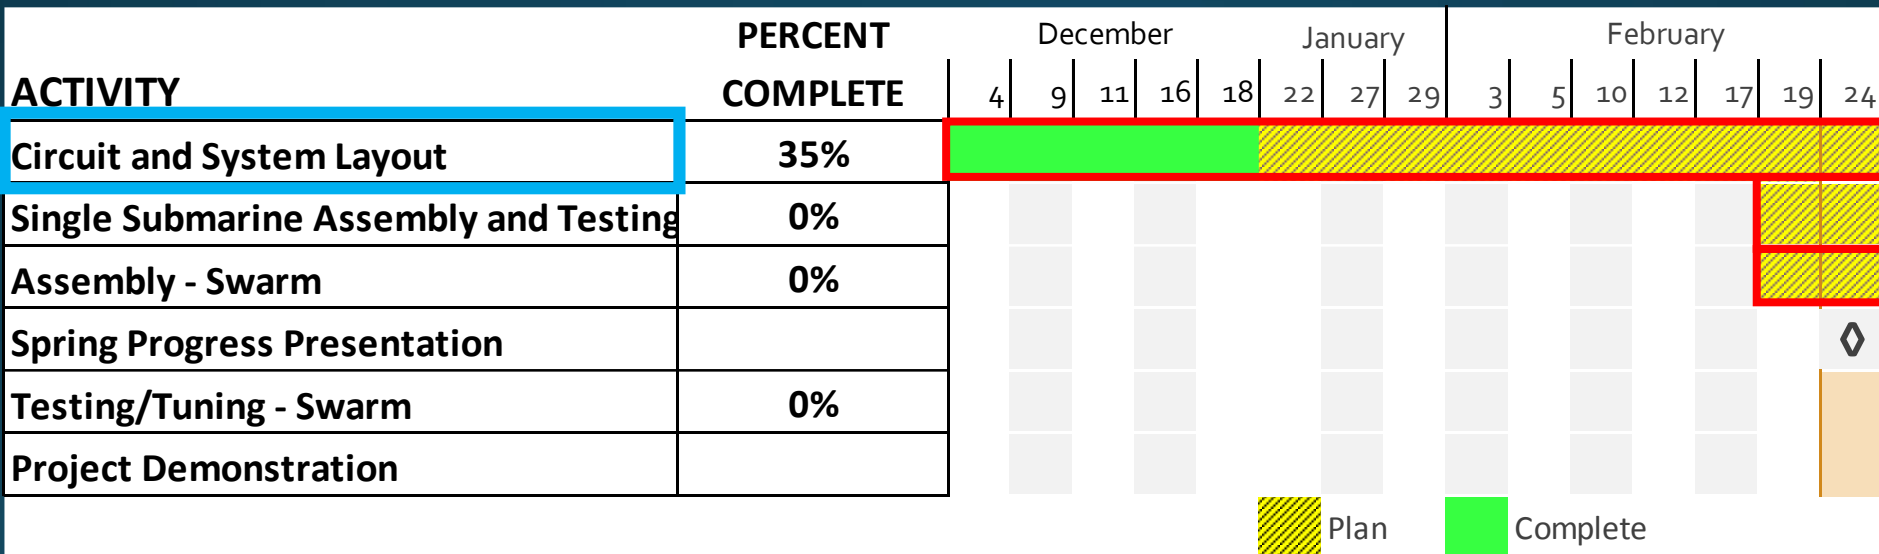 PERCENT December January February
ACTIVITY COMPLETE 4 9 11 16 18 22 27 29 3 5 10 12 17 19 24
Circuit and System Layout 35%
Single Submarine Assembly and Testing 0%
Assembly - Swarm 0%
Spring Progress Presentation
Testing/Tuning - Swarm 0%
Project Demonstration
Plan Complete